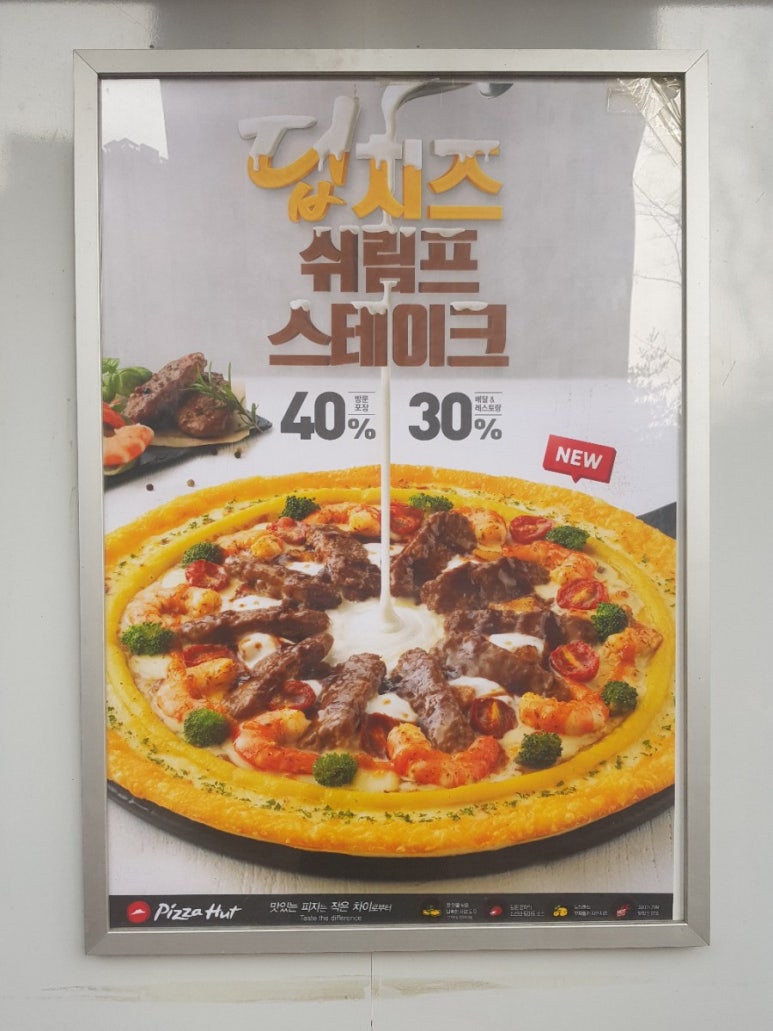 딥치즈
쉬림프
스테이크
40%
방문
포장
30%
배달 &
레스토랑
NEW
Pizza Hut
맛있는 피자는 작은 차이로부터
Taste the difference